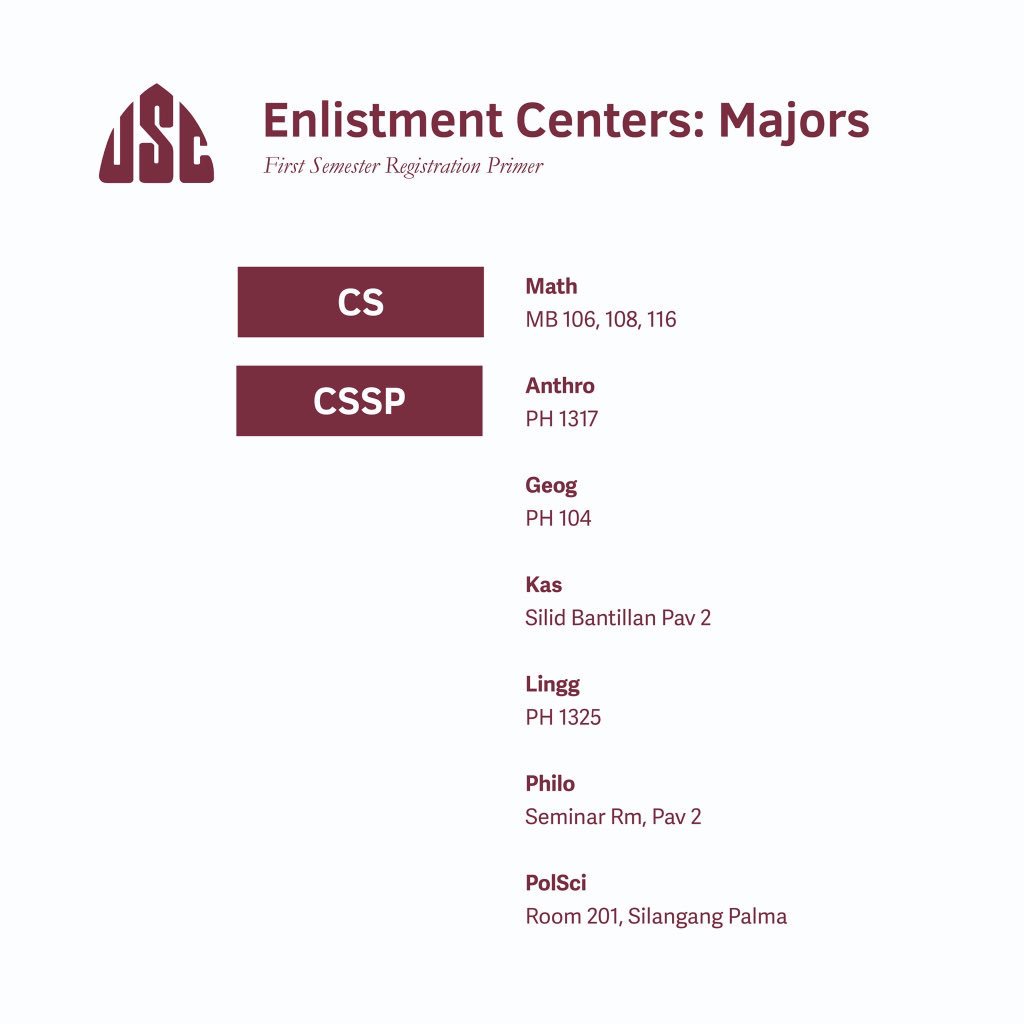 USC
Enlistment Centers: Majors
First Semester Registration Primer
CS
Math
MB 106, 108, 116
CSSP
Anthro
PH 1317
Geog
PH 104
Kas
Silid Bantillan Pav 2
Lingg
PH 1325
Philo
Seminar Rm, Pav 2
PolSci
Room 201, Silangang Palma